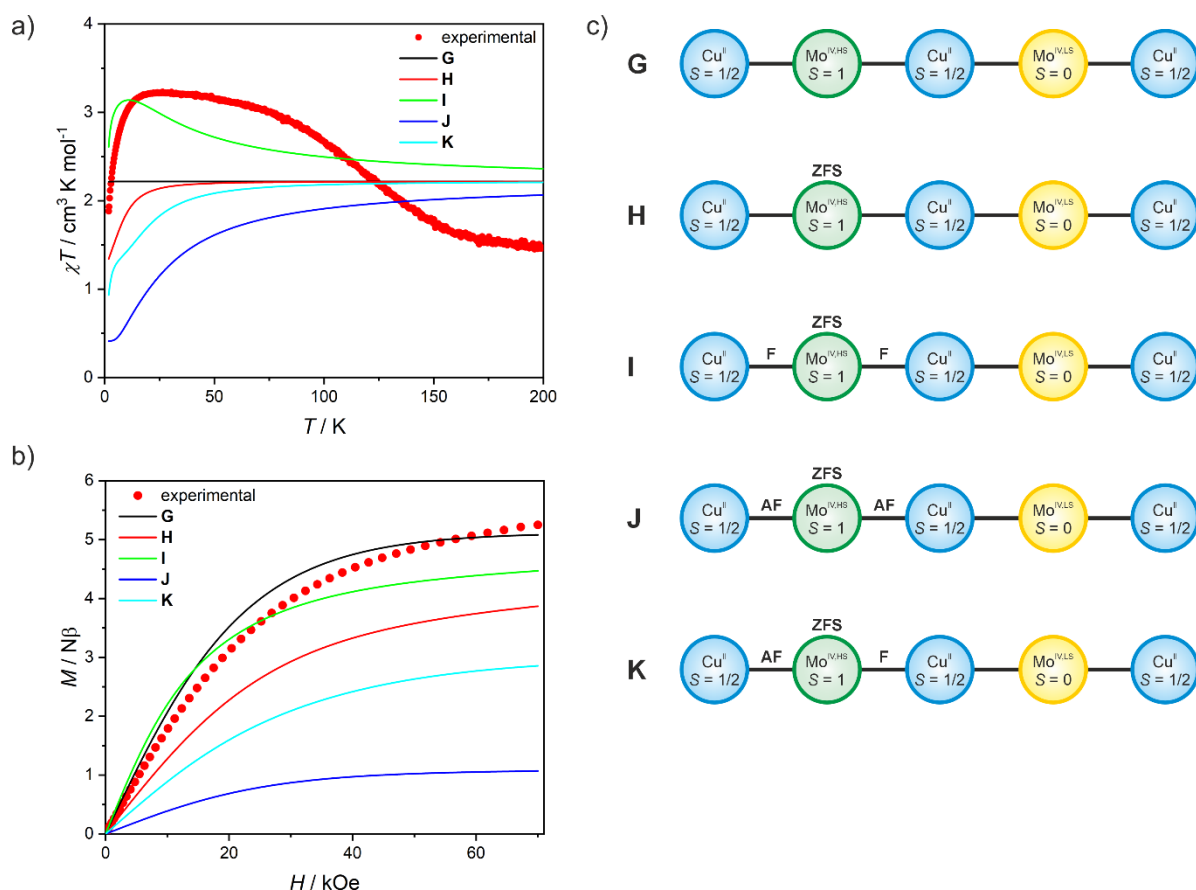 a)
4
3
2
1
0
χT / cm³ K mol⁻¹
experimental
G
H
I
J
K
0
50
100
150
200
T / K
b)
6
5
4
3
2
1
0
M / Nβ
experimental
G
H
I
J
K
0
20
40
60
H / kOe
c)
G
Cuᴵᴵ Moᴵⱽ,ᴴˢ Cuᴵᴵ Moᴵⱽ,ᴸˢ Cuᴵᴵ
S = 1/2 S = 1 S = 1/2 S = 0 S = 1/2
ZFS
H
Cuᴵᴵ Moᴵⱽ,ᴴˢ Cuᴵᴵ Moᴵⱽ,ᴸˢ Cuᴵᴵ
S = 1/2 S = 1 S = 1/2 S = 0 S = 1/2
ZFS
I
F F
Cuᴵᴵ Moᴵⱽ,ᴴˢ Cuᴵᴵ Moᴵⱽ,ᴸˢ Cuᴵᴵ
S = 1/2 S = 1 S = 1/2 S = 0 S = 1/2
ZFS
J
AF AF
Cuᴵᴵ Moᴵⱽ,ᴴˢ Cuᴵᴵ Moᴵⱽ,ᴸˢ Cuᴵᴵ
S = 1/2 S = 1 S = 1/2 S = 0 S = 1/2
ZFS
K
AF F
Cuᴵᴵ Moᴵⱽ,ᴴˢ Cuᴵᴵ Moᴵⱽ,ᴸˢ Cuᴵᴵ
S = 1/2 S = 1 S = 1/2 S = 0 S = 1/2